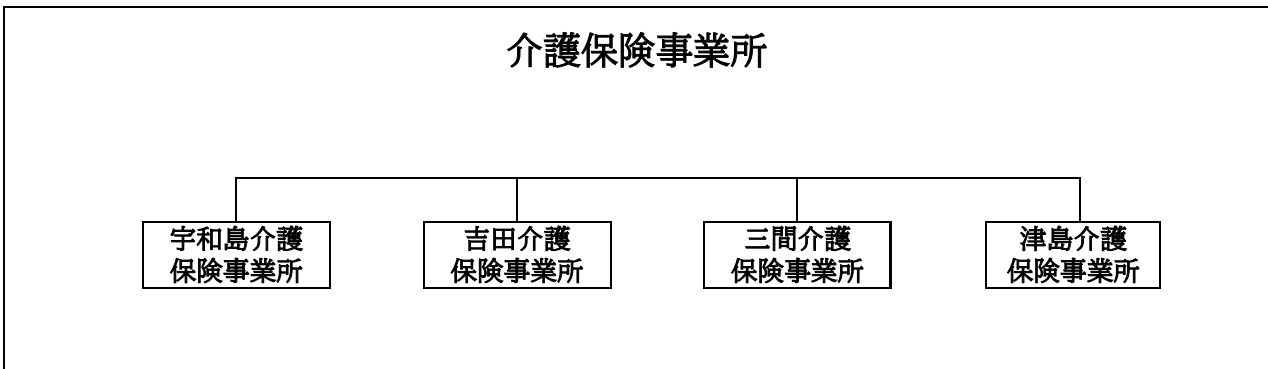 介護保険事業所
宇和島介護
保険事業所
吉田介護
保険事業所
三間介護
保険事業所
津島介護
保険事業所